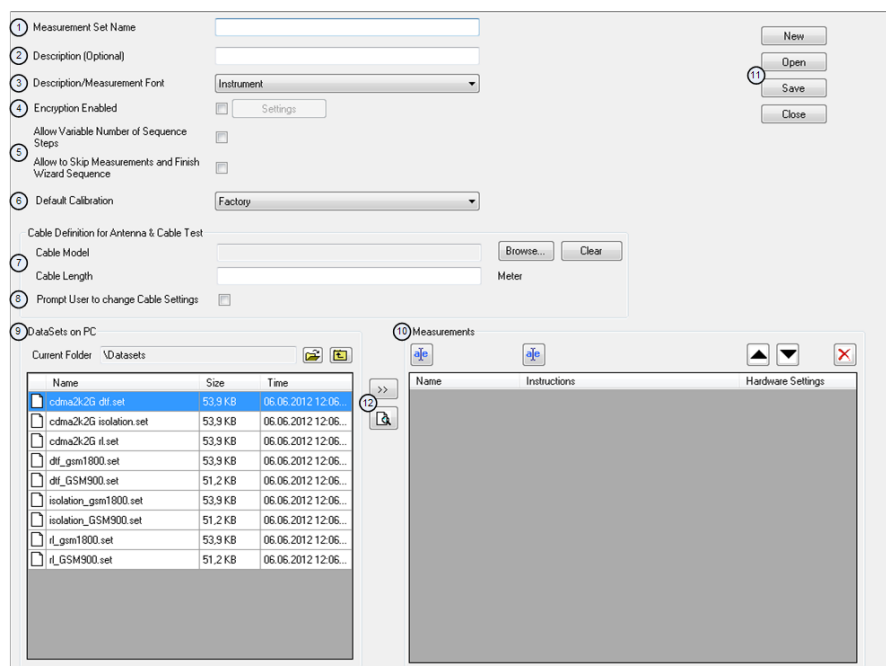 1 Measurement Set Name
2 Description (Optional)
3 Description/Measurement Font Instrument
4 Encryption Enabled Settings
Allow Variable Number of Sequence
Steps
5
Allow to Skip Measurements and Finish
Wizard Sequence
6 Default Calibration Factory
New
Open
11
Save
Close
Cable Definition for Antenna & Cable Test
Cable Model Browse... Clear
7
Cable Length Meter
8 Prompt User to change Cable Settings
9 DataSets on PC
Current Folder \Datasets
Name Size Time
cdma2k2G dtf.set 53,9 KB 06.06.2012 12:06...
cdma2k2G isolation.set 53,9 KB 06.06.2012 12:06...
cdma2k2G rl.set 53,9 KB 06.06.2012 12:06...
dtf_gsm1800.set 53,9 KB 06.06.2012 12:06...
dtf_GSM900.set 51,2 KB 06.06.2012 12:06...
isolation_gsm1800.set 53,9 KB 06.06.2012 12:06...
isolation_GSM900.set 51,2 KB 06.06.2012 12:06...
rl_gsm1800.set 53,9 KB 06.06.2012 12:06...
rl_GSM900.set 51,2 KB 06.06.2012 12:06...
>>
12
10 Measurements
a|e a|e
Name Instructions Hardware Settings